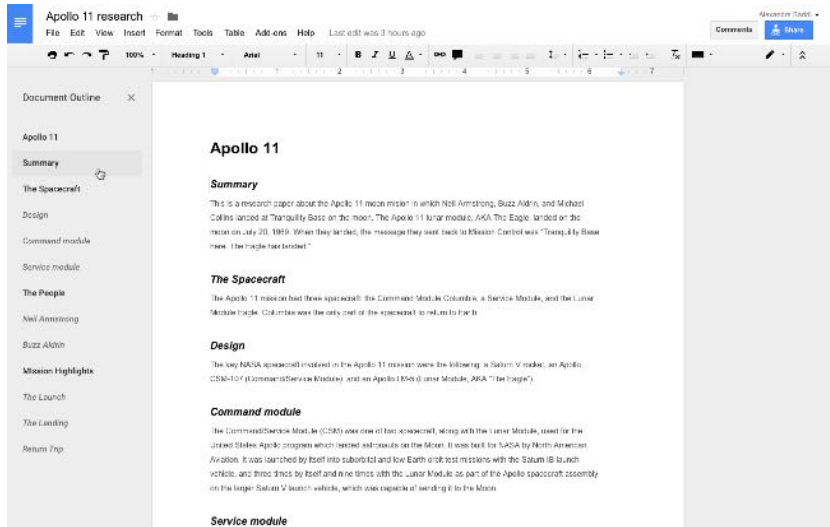 Apollo 11 research
Alexandre Saddi
File Edit View Insert Format Tools Table Add-ons Help Last edit was 3 hours ago
Comments
Share
100% Heading 1 Arial 11 B I U A
1 2 3 4 5 6 7
Document Outline
Apollo 11
Summary
The Spacecraft
Design
Command module
Service module
The People
Neil Armstrong
Buzz Aldrin
Mission Highlights
The Launch
The Landing
Return Trip
Apollo 11
Summary
This is a research paper about the Apollo 11 moon mision in which Neil Armstrong, Buzz Aldrin, and Michael
Collins landed at Tranquility Base on the moon. The Apollo 11 lunar module, AKA The Eagle, landed on the
moon on July 20, 1969. When they landed, the message they sent back to Mission Control was "Tranquility Base
here. The Eagle has landed."
The Spacecraft
The Apollo 11 mission had three spacecraft: the Command Module Columbia, a Service Module, and the Lunar
Module Eagle. Columbia was the only part of the spacecraft to return to Earth.
Design
The key NASA spacecraft involved in the Apollo 11 mission were the following: a Saturn V rocket, an Apollo
CSM-107 (Command/Service Module), and an Apollo LM-5 (Lunar Module, AKA "The Eagle")
Command module
The Command/Service Module (CSM) was one of two spacecraft, along with the Lunar Module, used for the
United States Apollo program which landed astronauts on the Moon. It was built for NASA by North American
Aviation. It was launched by itself into suborbital and low Earth orbit test missions with the Saturn IB launch
vehicle, and three times by itself and nine times with the Lunar Module as part of the Apollo spacecraft assembly
on the larger Saturn V launch vehicle, which was capable of sending it to the Moon.
Service module